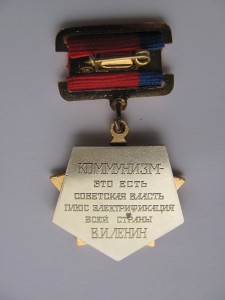 КОММУНИЗМ-
ЭТО ЕСТЬ
СОВЕТСКАЯ ВЛАСТЬ
ПЛЮС ЭЛЕКТРИФИКАЦИЯ
ВСЕЙ СТРАНЫ
В.И.ЛЕНИН